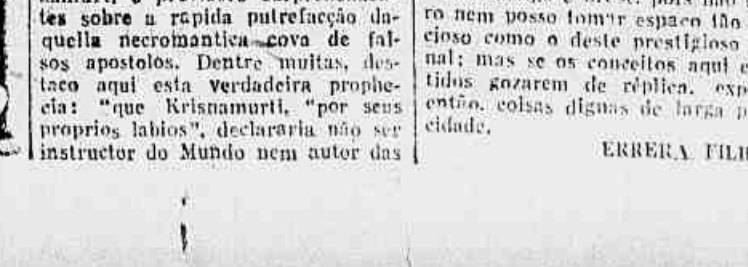 tes sobre a rapida putrefacção da-
quella necromantica cova de fal-
sos apostolos. Dentre muitas, des-
taco aqui esta verdadeira prophe-
cia: "que Krisnamurti, "por seus
proprios labios", declararia não ser
instructor do Mundo nem autor das
ro nem posso tomar espaço tão
cioso como o deste prestigioso
nal; mas se os conceitos aqui
tidos gozarem de réplica,
então, coisas dignas de larga
cidade.
ERRERA